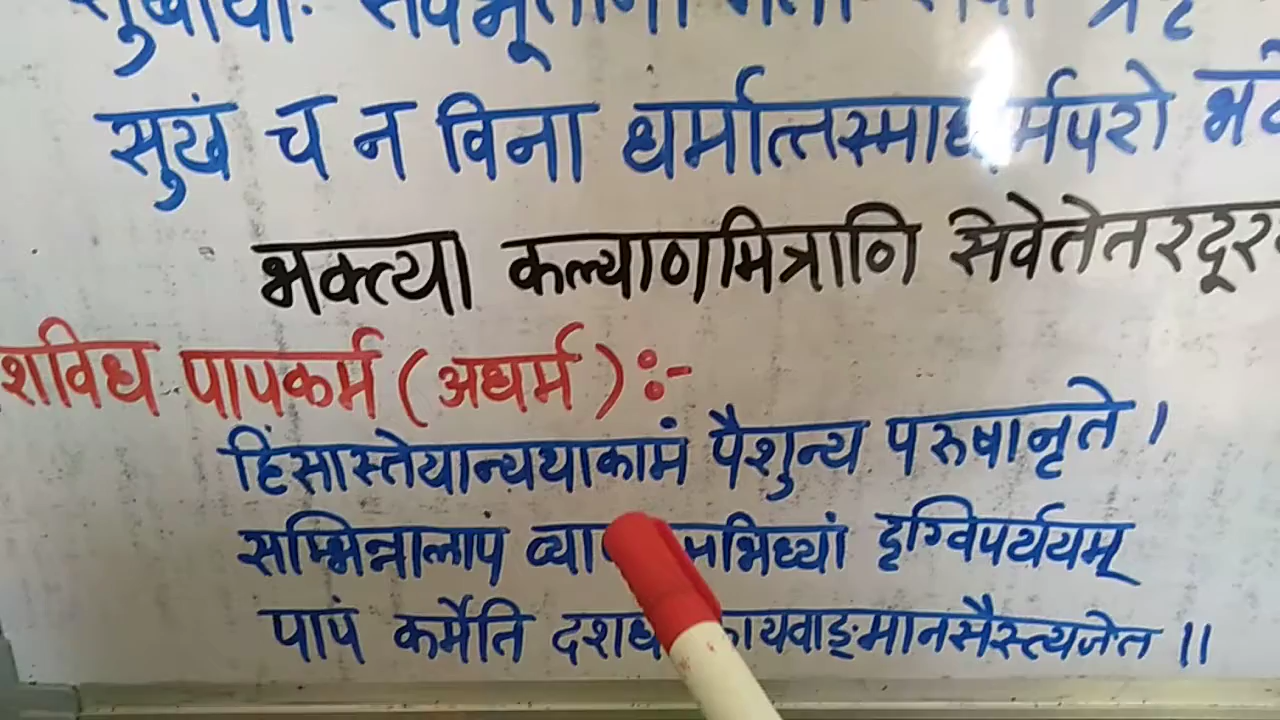 सुखं च न विना धर्मात्तस्माद्धर्मपरो
भक्त्या कल्याणमित्राणि सेवेतेतरदूर
शविध पापकर्म (अधर्म) :-
हिंसास्तेयान्यथाकामं पैशुन्य परुषानृते ।
सम्भिन्नालापं दृग्विपर्ययम्
पापं कर्मेति कायवाङ्मानसैस्त्यजेत ॥